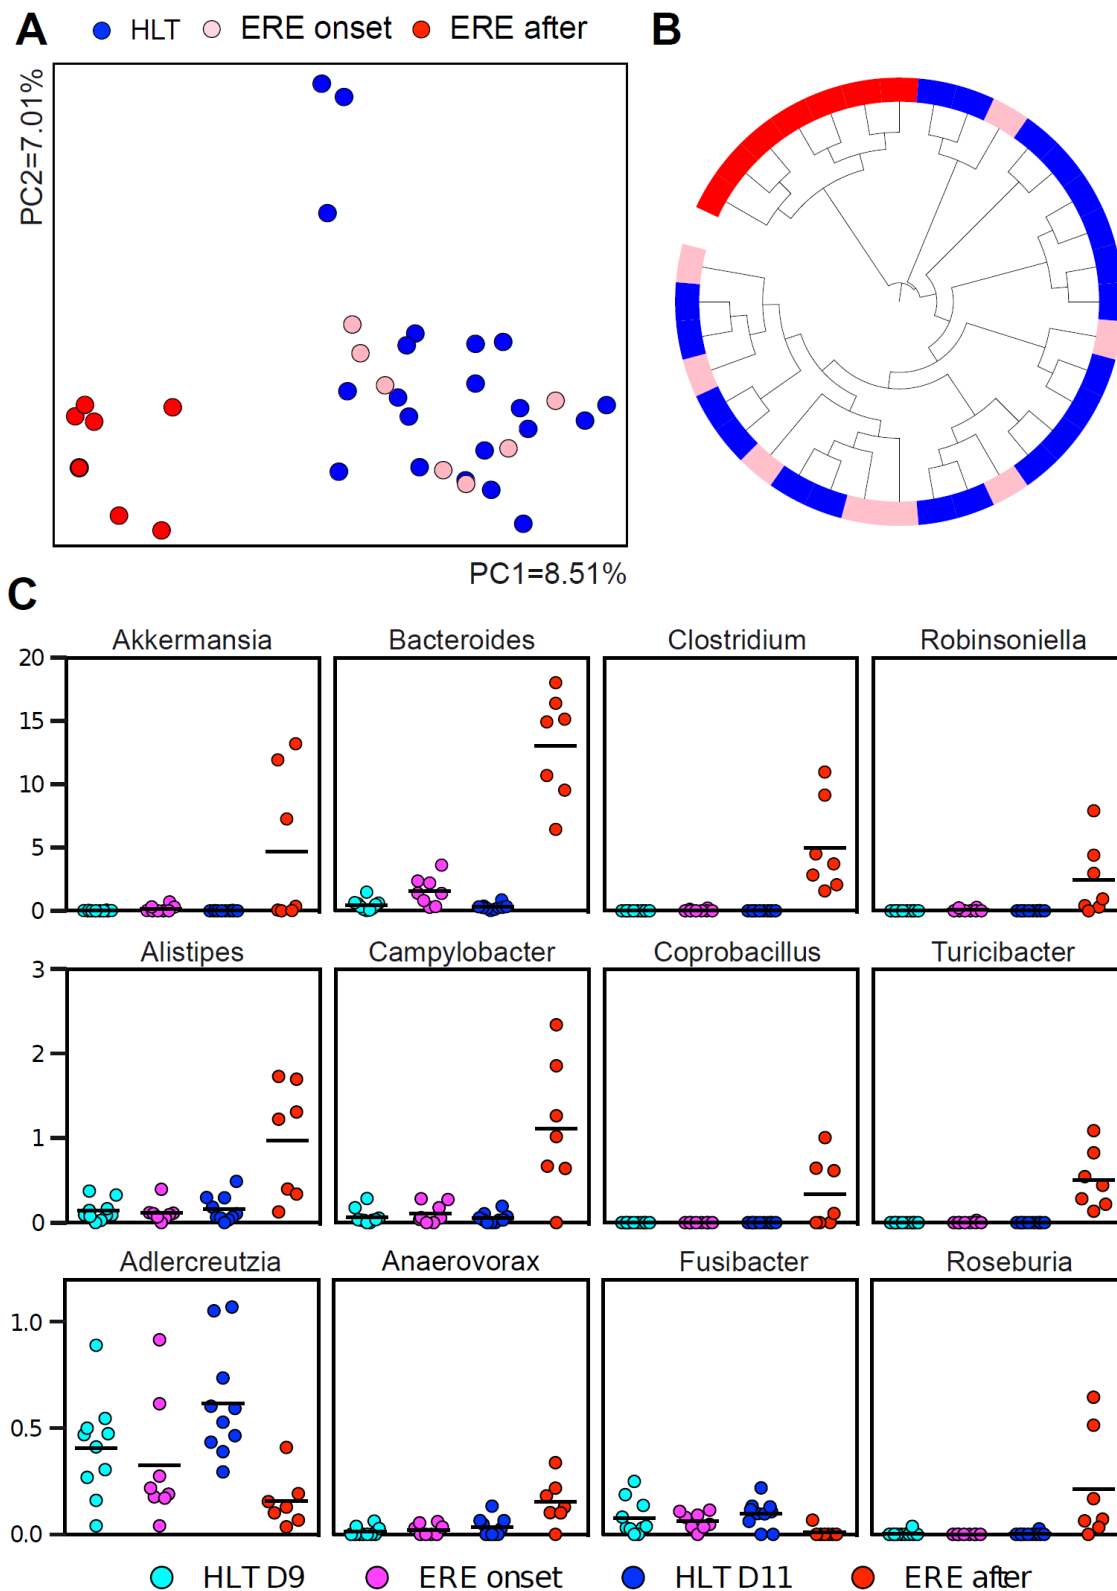 A HLT ERE onset ERE after B
PC2=7.01%
PC1=8.51%
C
Akkermansia Bacteroides Clostridium Robinsoniella
20
15
10
5
0
Alistipes Campylobacter Coprobacillus Turicibacter
3
2
1
0
Adlercreutzia Anaerovorax Fusibacter Roseburia
1.0
0.5
0.0
HLT D9 ERE onset HLT D11 ERE after